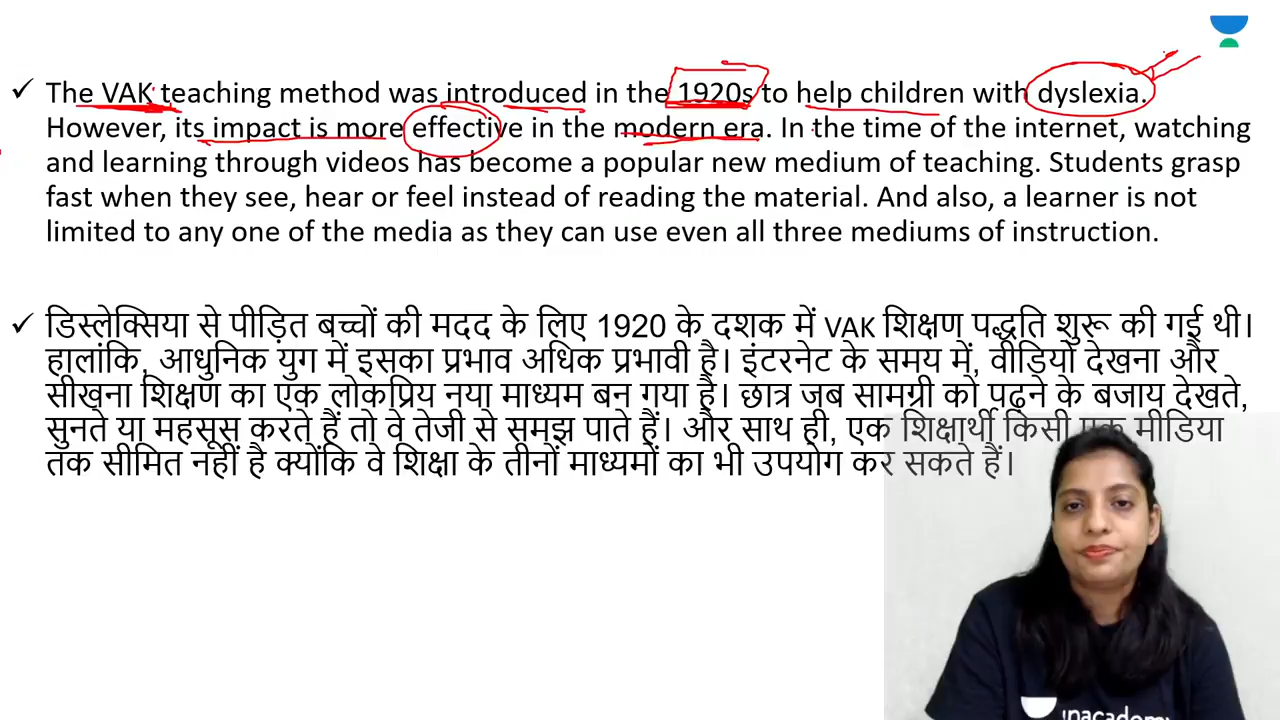 ✓ The VAK teaching method was introduced in the 1920s to help children with dyslexia.
However, its impact is more effective in the modern era. In the time of the internet, watching
and learning through videos has become a popular new medium of teaching. Students grasp
fast when they see, hear or feel instead of reading the material. And also, a learner is not
limited to any one of the media as they can use even all three mediums of instruction.
✓ डिस्लेक्सिया से पीड़ित बच्चों की मदद के लिए 1920 के दशक में VAK शिक्षण पद्धति शुरू की गई थी।
हालांकि, आधुनिक युग में इसका प्रभाव अधिक प्रभावी है। इंटरनेट के समय में, वीडियो देखना और
सीखना शिक्षण का एक लोकप्रिय नया माध्यम बन गया है। छात्र जब सामग्री को पढ़ने के बजाय देखते,
सुनते या महसूस करते हैं तो वे तेजी से समझ पाते हैं। और साथ ही, एक शिक्षार्थी किसी एक मीडिया
तक सीमित नहीं है क्योंकि वे शिक्षा के तीनों माध्यमों का भी उपयोग कर सकते हैं।
unacademy